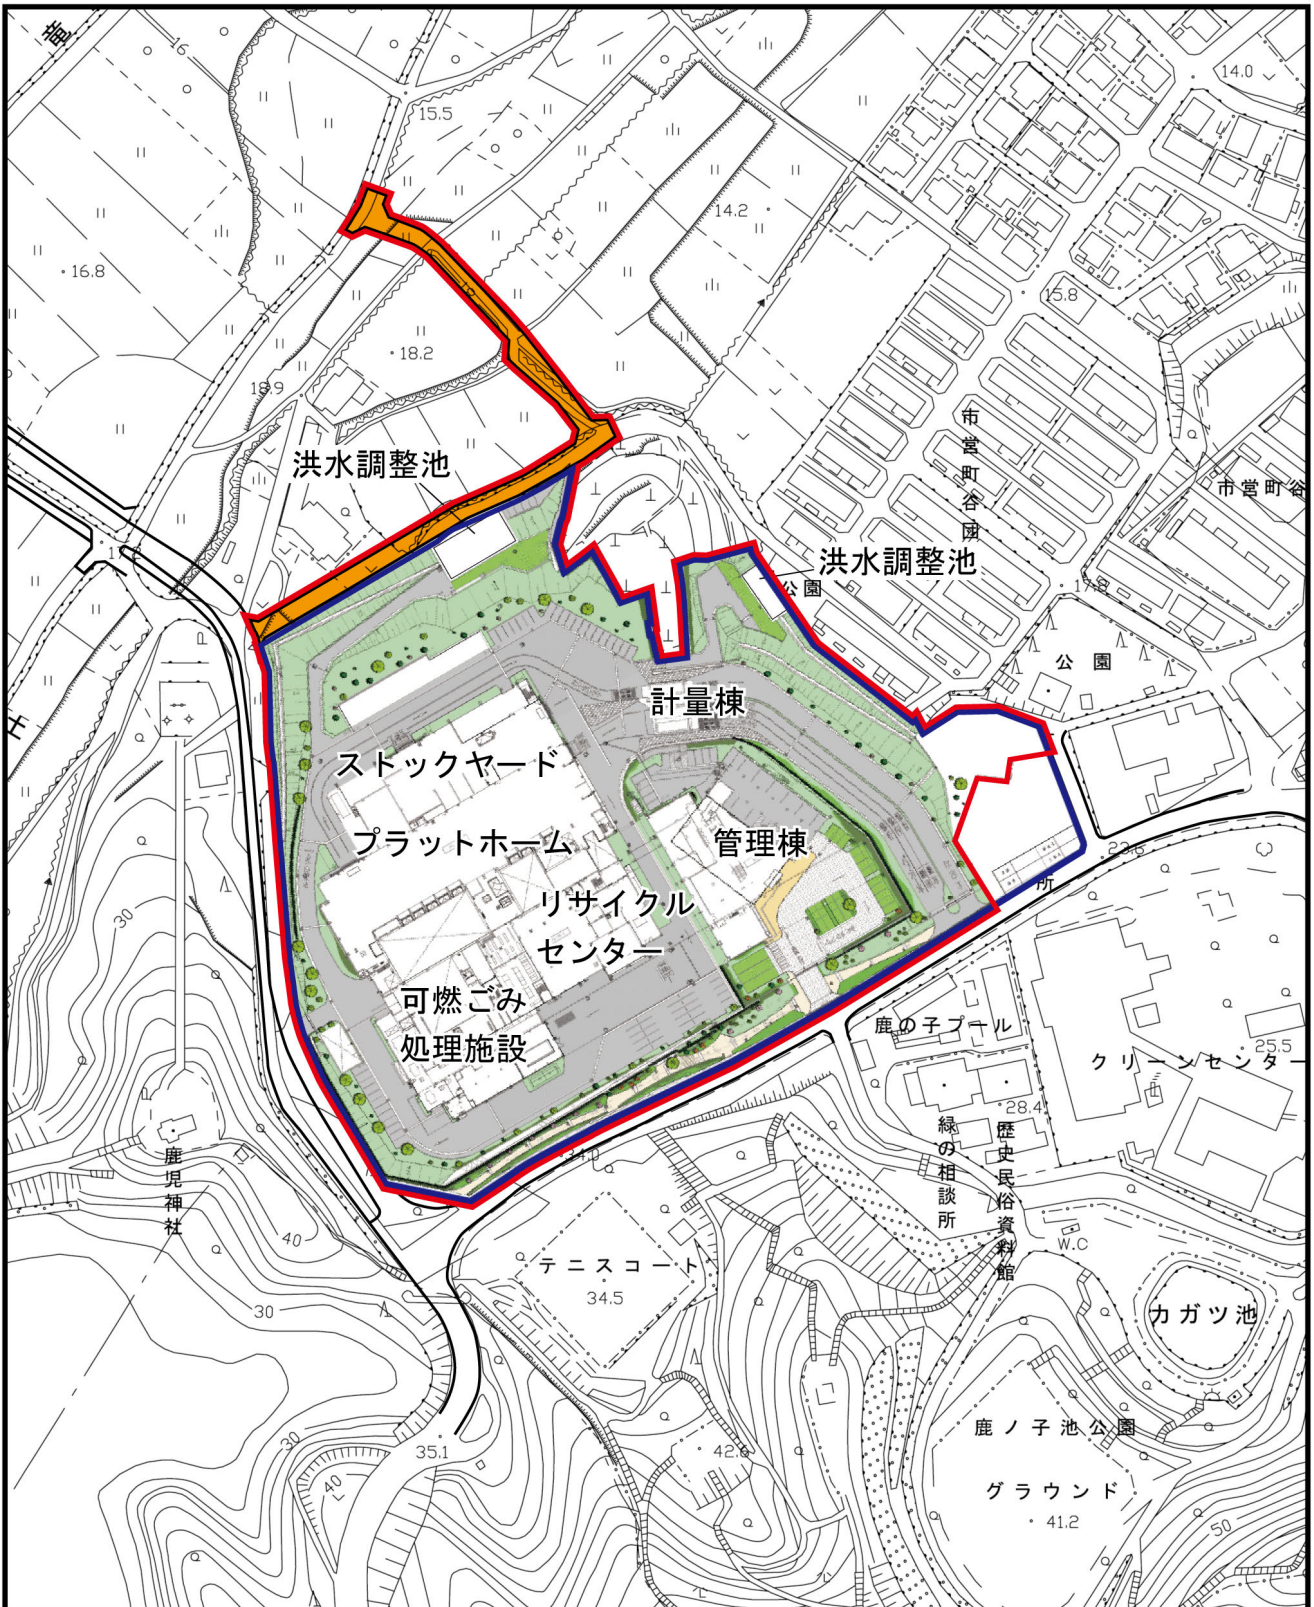 竜
16
14.0
15.5
14.2
16.8
15.8
18.2
18.9
市営町谷団
洪水調整池
市営町谷
洪水調整池
公園
17.8
公園
計量棟
土
ストックヤード
プラットホーム
管理棟
23.6
リサイクル
センター
所
30
可燃ごみ
処理施設
鹿の子プール
25.5
クリーンセンター
28.4
緑の相談所
歴史民俗資料館
34.0
鹿児神社
40
W.C
テニスコート
34.5
30
カガツ池
鹿ノ子池公園
30
35.1
42.6
40
グラウンド
41.2
50